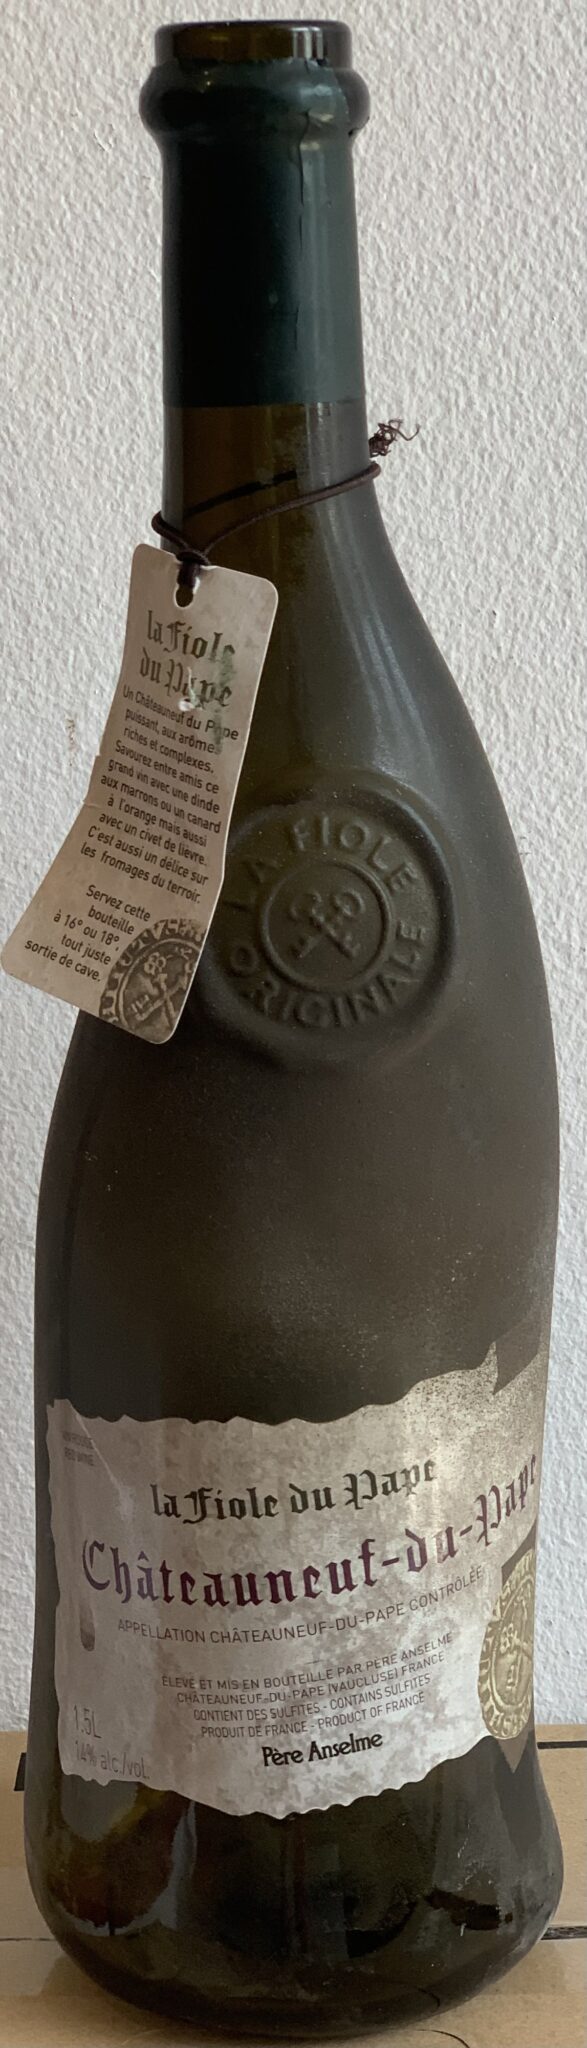 la Fiole
du Pape
Un Châteauneuf du Pape
puissant, aux arômes
riches et complexes.
Savourez entre amis ce
grand vin avec une dinde
aux marrons ou un canard
à l'orange mais aussi
avec un civet de lièvre.
C'est aussi un délice sur
les fromages du terroir.
Servez cette
bouteille
à 16° ou 18°,
tout juste
sortie de cave.
LA FIOLE
ORIGINALE
VIN ROUGE
RED WINE
la Fiole du Pape
Châteauneuf-du-Pape
APPELLATION CHÂTEAUNEUF-DU-PAPE CONTRÔLÉE
ÉLEVÉ ET MIS EN BOUTEILLE PAR PÈRE ANSELME
CHÂTEAUNEUF-DU-PAPE (VAUCLUSE) FRANCE
CONTIENT DES SULFITES - CONTAINS SULFITES
PRODUIT DE FRANCE - PRODUCT OF FRANCE
Père Anselme
1.5L
14% alc./vol.